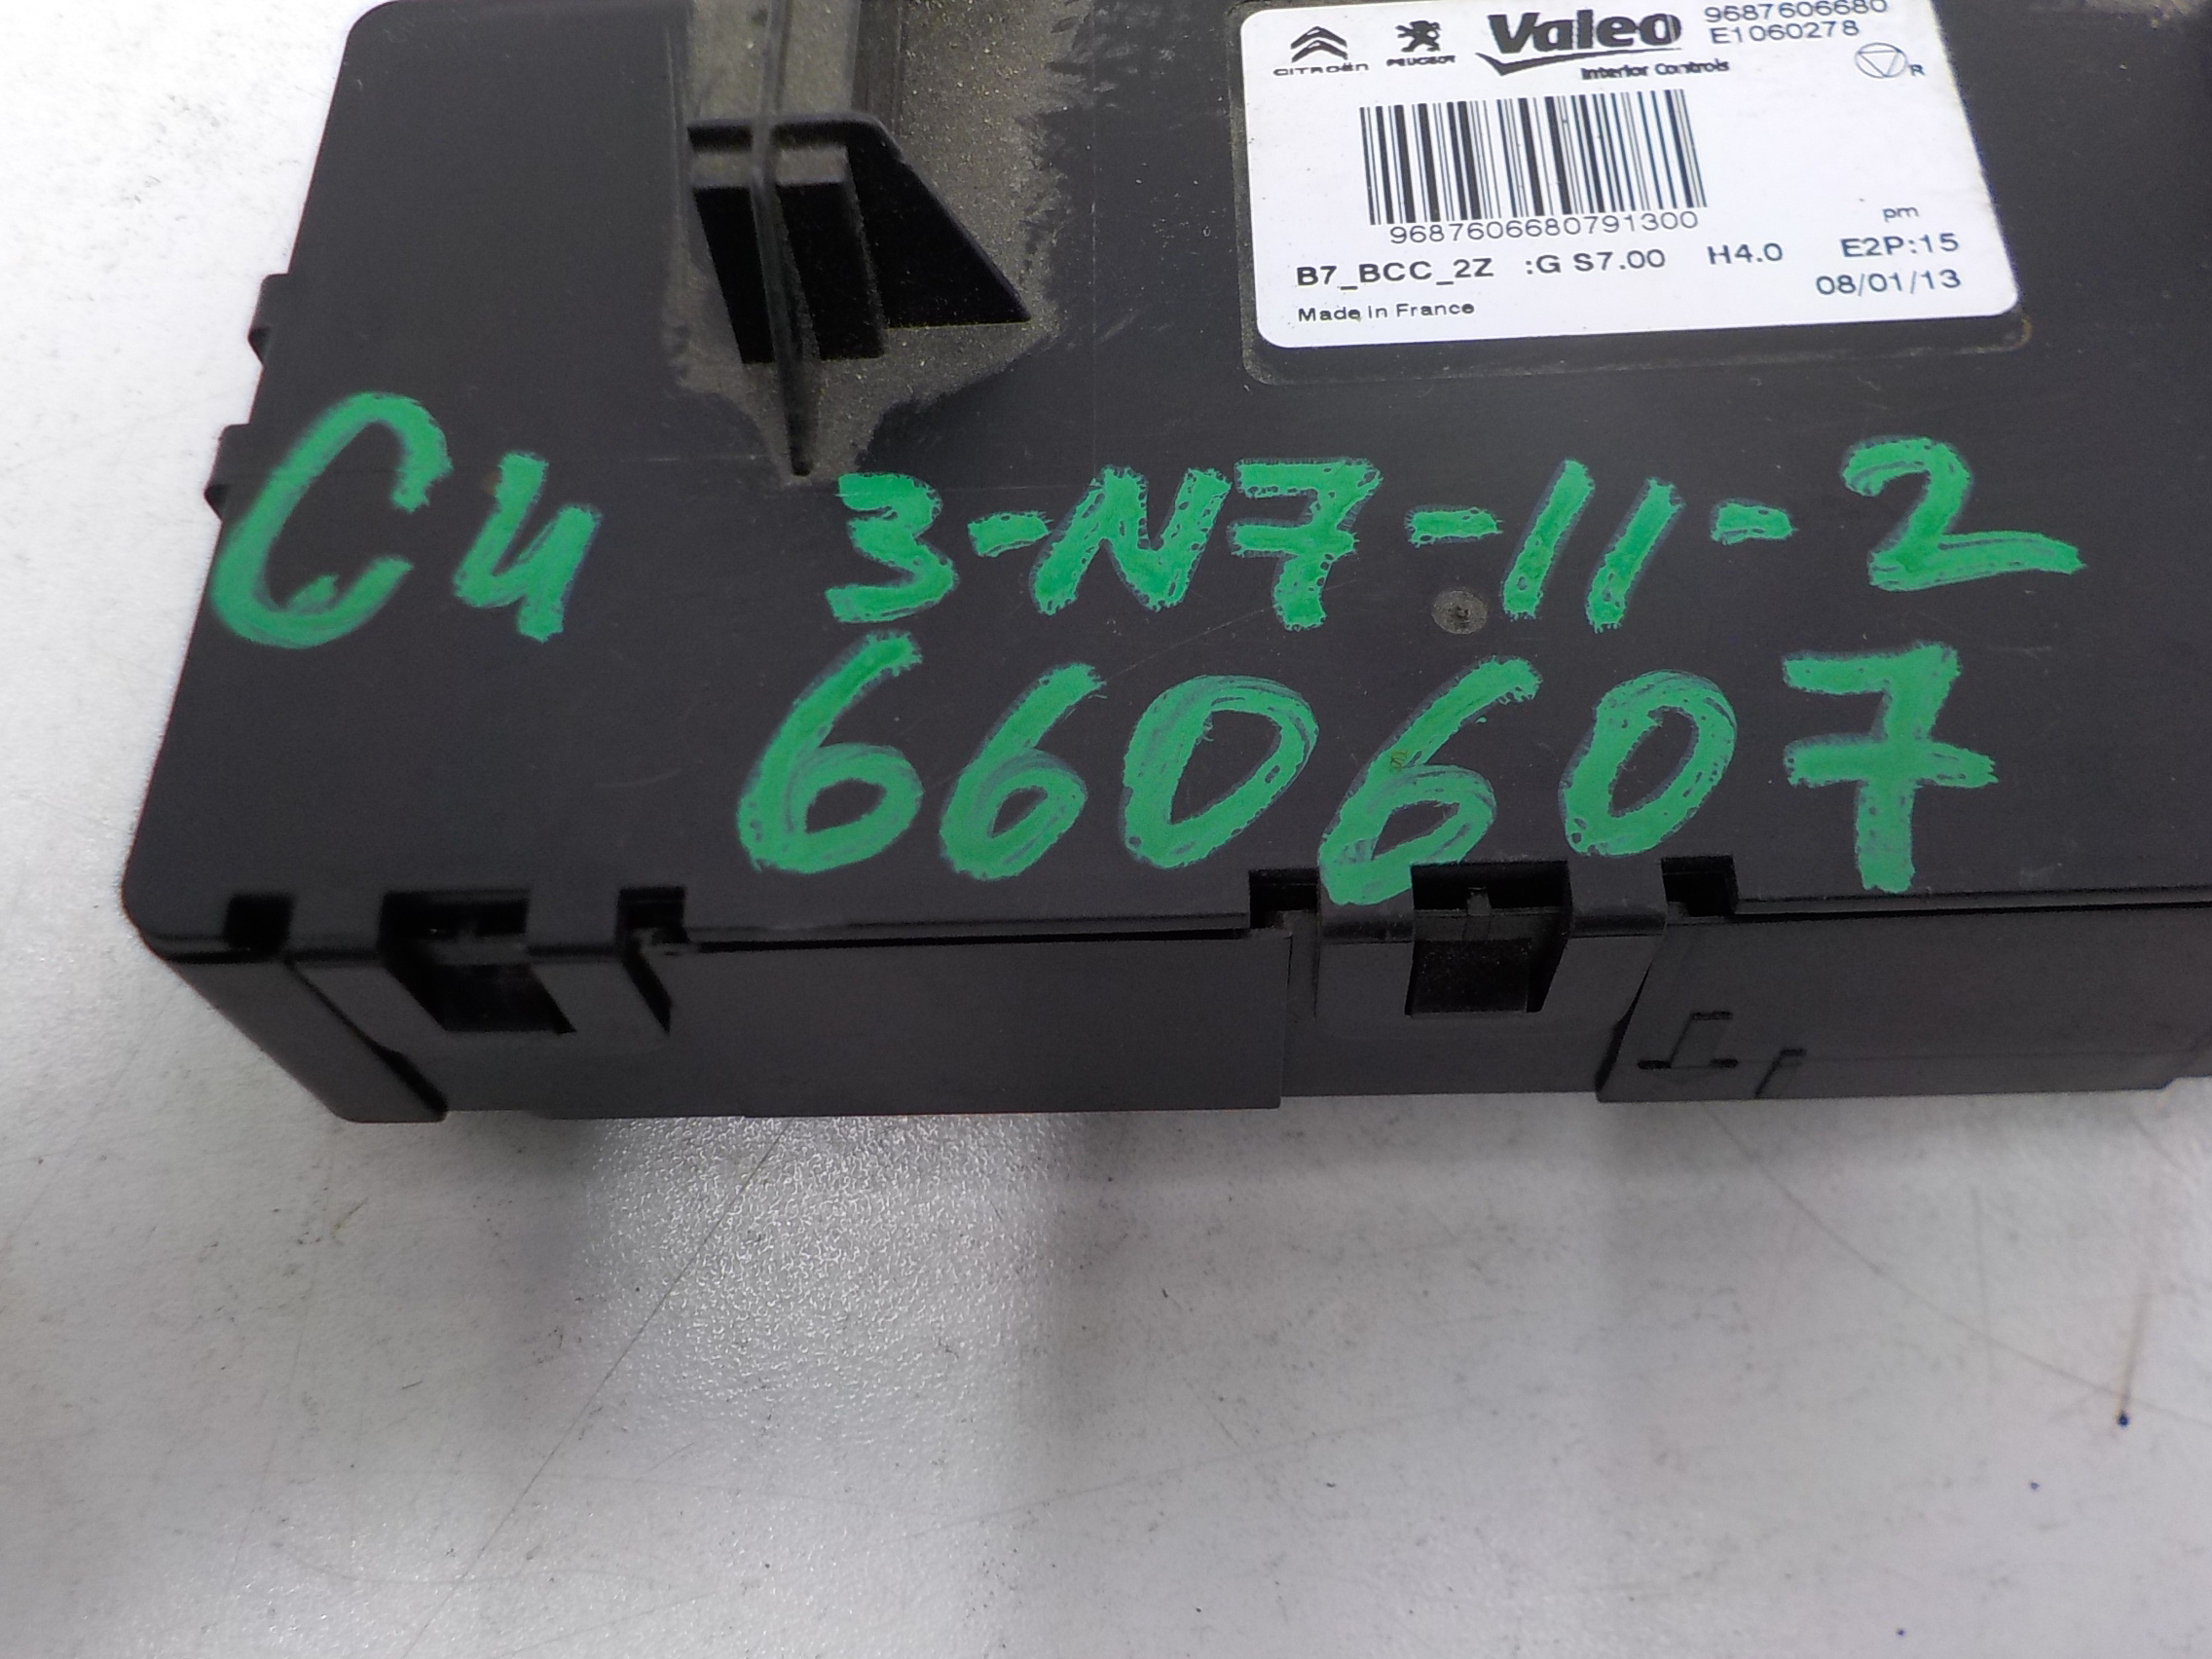 CITROËN PEUGEOT Valeo 9687606680
E1060278
Interior Controls R
9687606680791300 pm
B7_BCC_2Z :G S7.00 H4.0 E2P:15
Made in France 08/01/13
C4 3-N7-11-2
660607